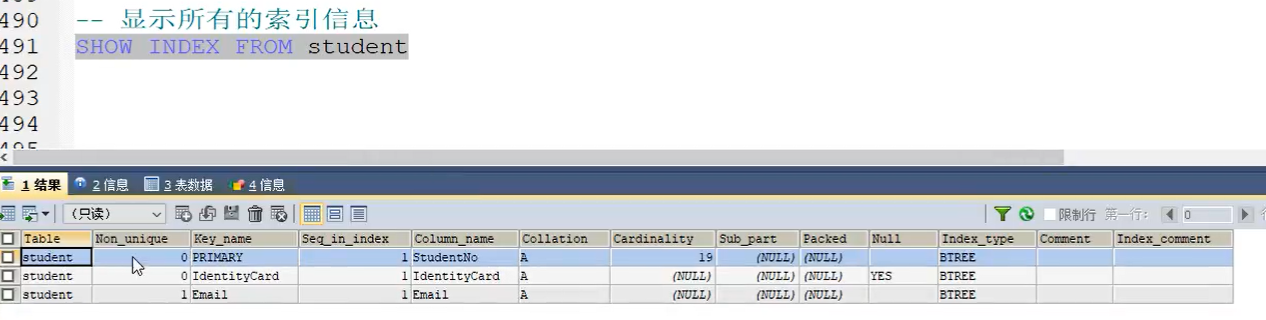 490 -- 显示所有的索引信息
491 SHOW INDEX FROM student
492
493
494
1 结果 2 信息 3 表数据 4 信息
(只读) 限制行 第一行: 0
Table Non_unique Key_name Seq_in_index Column_name Collation Cardinality Sub_part Packed Null Index_type Comment Index_comment
student 0 PRIMARY 1 StudentNo A 19 (NULL) (NULL) BTREE
student 0 IdentityCard 1 IdentityCard A (NULL) (NULL) (NULL) YES BTREE
student 1 Email 1 Email A (NULL) (NULL) (NULL) BTREE